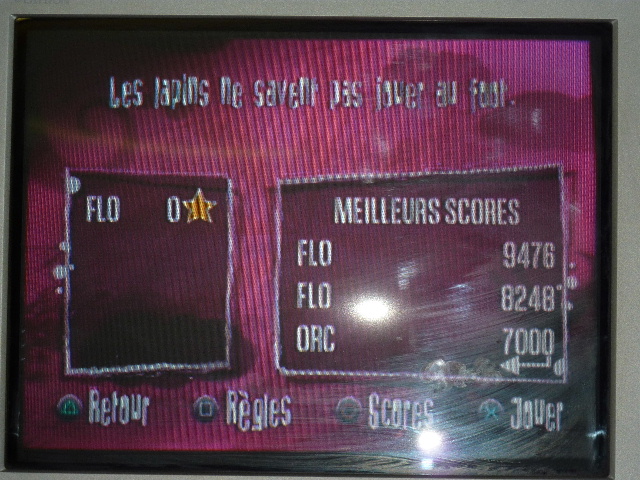 Les lapins ne savent pas jouer au foot.
FLO 0
MEILLEURS SCORES
FLO 9476
FLO 8248
ORC 7000
Retour Règles Scores Jouer